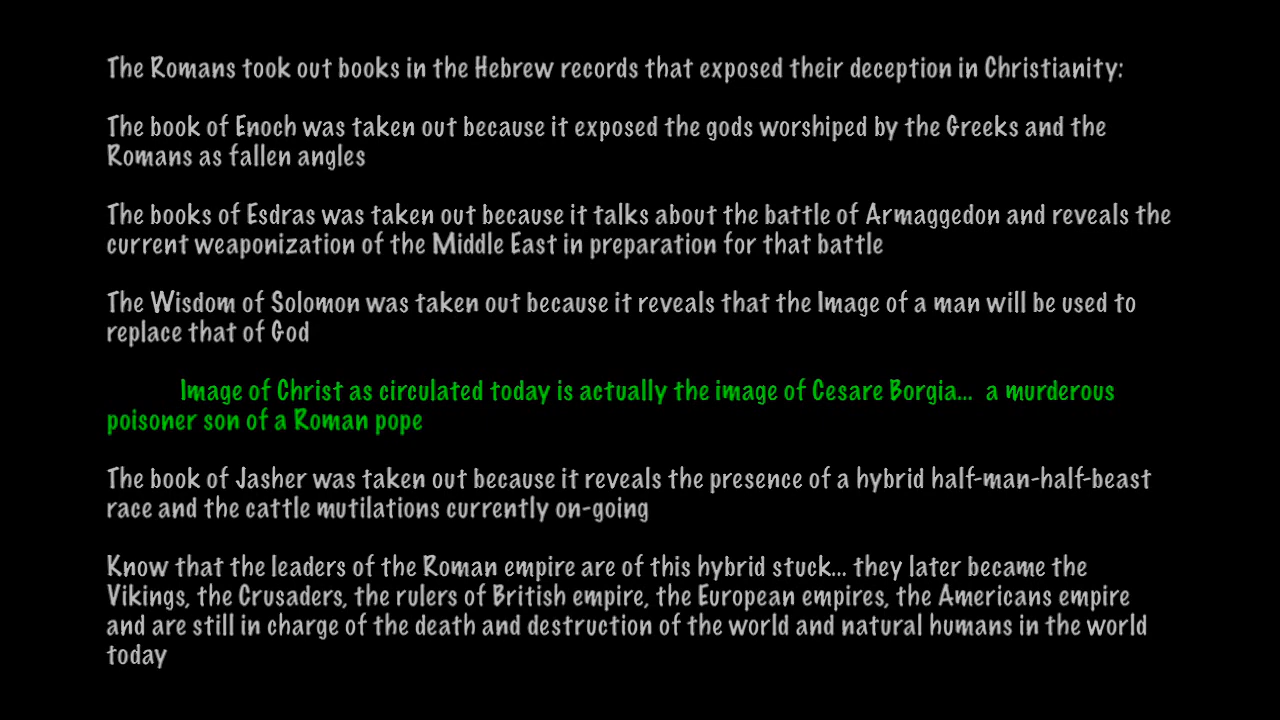 The Romans took out books in the Hebrew records that exposed their deception in Christianity:
The book of Enoch was taken out because it exposed the gods worshiped by the Greeks and the
Romans as fallen angles
The books of Esdras was taken out because it talks about the battle of Armaggedon and reveals the
current weaponization of the Middle East in preparation for that battle
The Wisdom of Solomon was taken out because it reveals that the Image of a man will be used to
replace that of God
Image of Christ as circulated today is actually the image of Cesare Borgia... a murderous
poisoner son of a Roman pope
The book of Jasher was taken out because it reveals the presence of a hybrid half-man-half-beast
race and the cattle mutilations currently on-going
Know that the leaders of the Roman empire are of this hybrid stuck... they later became the
Vikings, the Crusaders, the rulers of British empire, the European empires, the Americans empire
and are still in charge of the death and destruction of the world and natural humans in the world
today